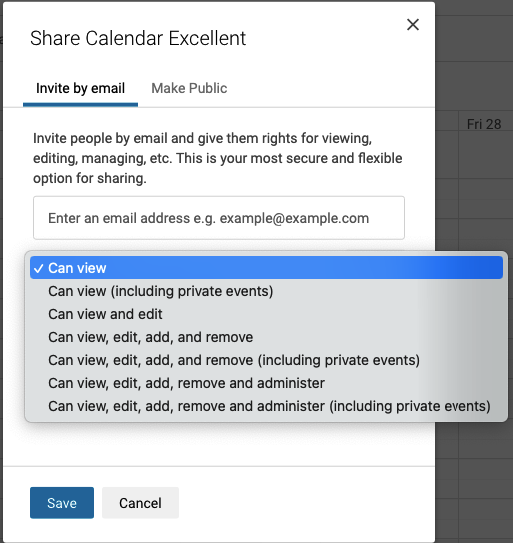 Share Calendar Excellent
Invite by email
Make Public
Fri 28
Invite people by email and give them rights for viewing,
editing, managing, etc. This is your most secure and flexible
option for sharing.
Enter an email address e.g. example@example.com
Can view
Can view (including private events)
Can view and edit
Can view, edit, add, and remove
Can view, edit, add, and remove (including private events)
Can view, edit, add, remove and administer
Can view, edit, add, remove and administer (including private events)
Save
Cancel